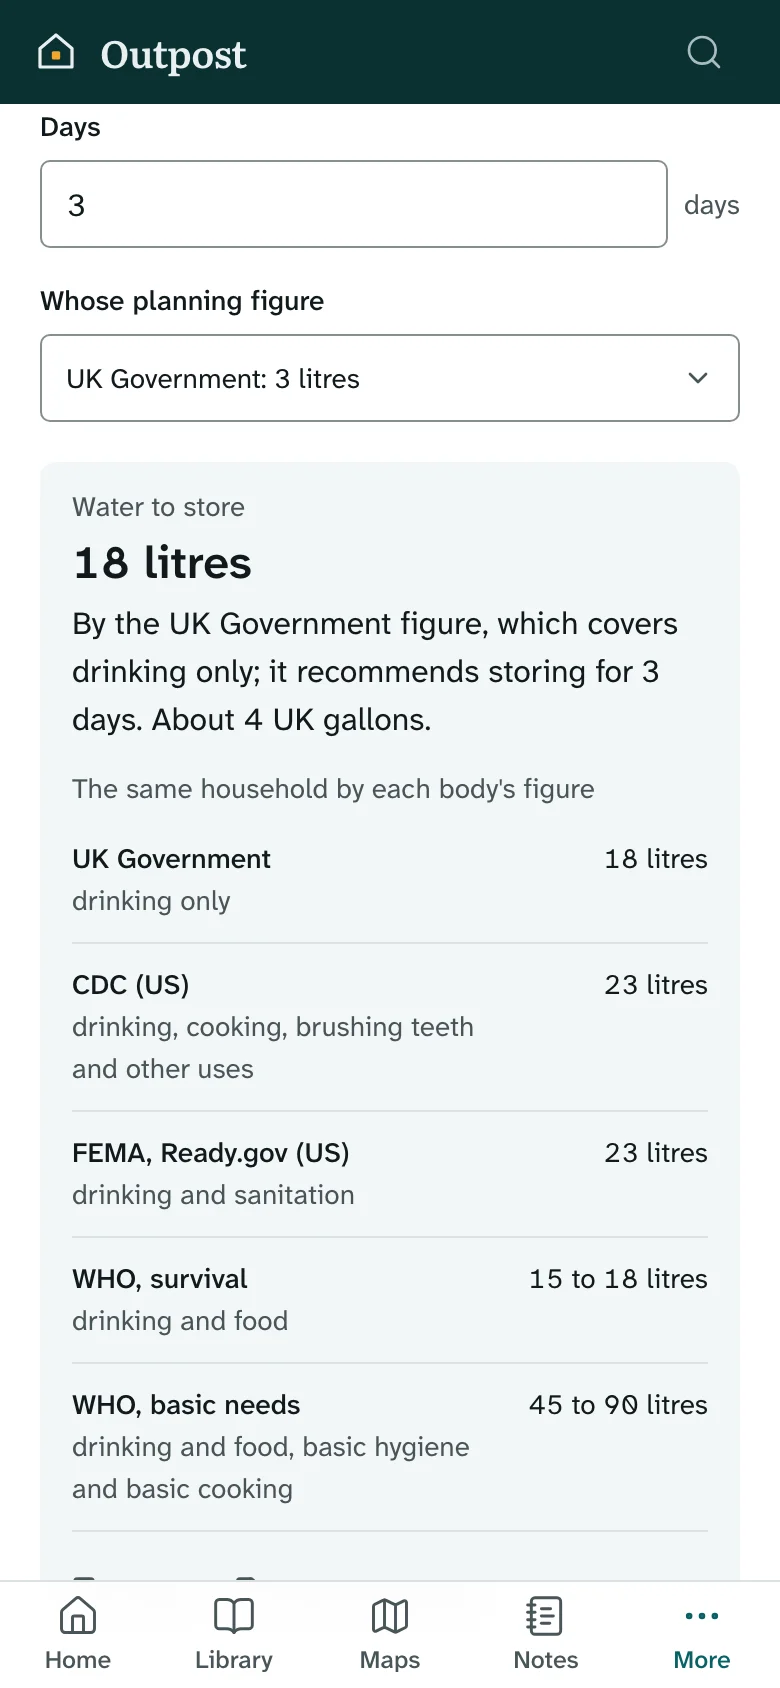 Outpost
Days
3
days
Whose planning figure
UK Government: 3 litres
Water to store
18 litres
By the UK Government figure, which covers
drinking only; it recommends storing for 3
days. About 4 UK gallons.
The same household by each body's figure
UK Government
18 litres
drinking only
CDC (US)
23 litres
drinking, cooking, brushing teeth
and other uses
FEMA, Ready.gov (US)
23 litres
drinking and sanitation
WHO, survival
15 to 18 litres
drinking and food
WHO, basic needs
45 to 90 litres
drinking and food, basic hygiene
and basic cooking
Home
Library
Maps
Notes
More